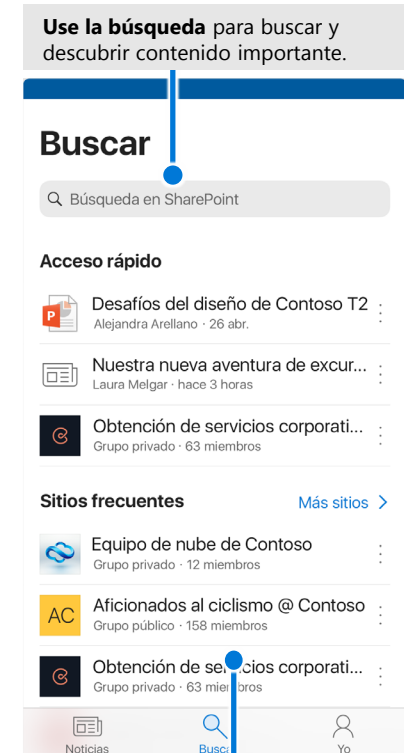 Use la búsqueda para buscar y
descubrir contenido importante.
Buscar
Búsqueda en SharePoint
Acceso rápido
Desafíos del diseño de Contoso T2
Alejandra Arellano · 26 abr.
Nuestra nueva aventura de excur...
Laura Melgar · hace 3 horas
Obtención de servicios corporati...
Grupo privado · 63 miembros
Sitios frecuentes
Más sitios
Equipo de nube de Contoso
Grupo privado · 12 miembros
AC
Aficionados al ciclismo @ Contoso
Grupo público · 158 miembros
Obtención de servicios corporati...
Grupo privado · 63 miembros
Noticias
Buscar
Yo